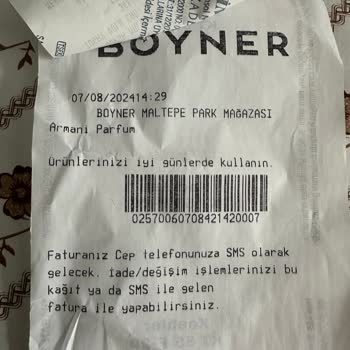 BOYNER
07/08/202414:29
BOYNER MALTEPE PARK MAĞAZASI
Armani Parfum
Ürünlerinizi iyi günlerde kullanın.
02570060708421420007
Faturanız Cep telefonunuza SMS olarak
gelecek. İade/değişim işlemlerinizi bu
kağıt ya da SMS ile gelen
fatura ile yapabilirsiniz.